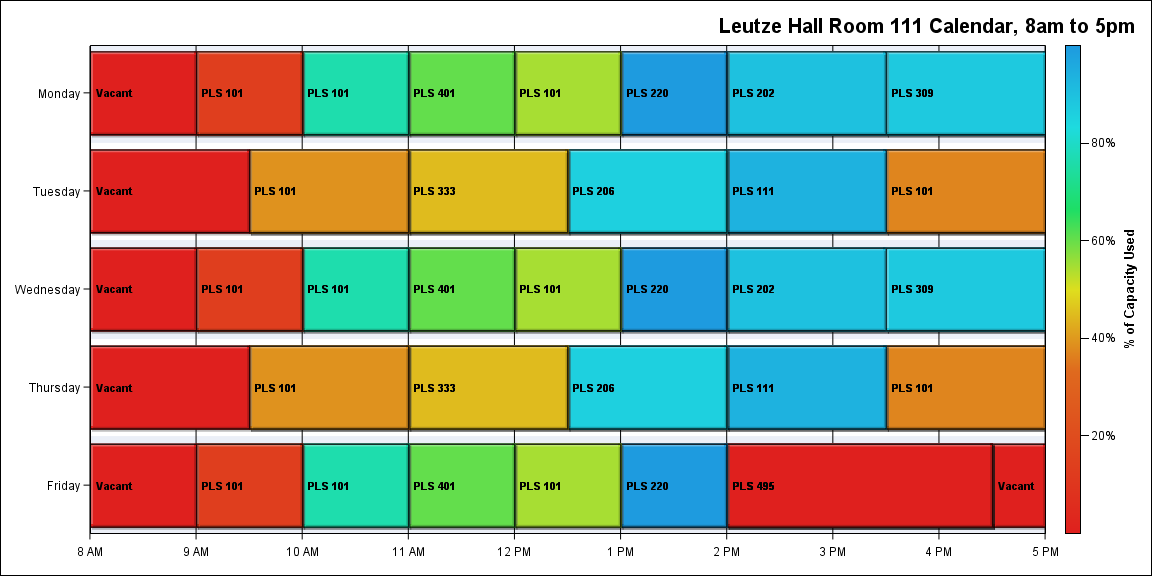 Leutze Hall Room 111 Calendar, 8am to 5pm
Monday
Vacant
PLS 101
PLS 101
PLS 401
PLS 101
PLS 220
PLS 202
PLS 309
Tuesday
Vacant
PLS 101
PLS 333
PLS 206
PLS 111
PLS 101
Wednesday
Vacant
PLS 101
PLS 101
PLS 401
PLS 101
PLS 220
PLS 202
PLS 309
Thursday
Vacant
PLS 101
PLS 333
PLS 206
PLS 111
PLS 101
Friday
Vacant
PLS 101
PLS 101
PLS 401
PLS 101
PLS 220
PLS 495
Vacant
8 AM
9 AM
10 AM
11 AM
12 PM
1 PM
2 PM
3 PM
4 PM
5 PM
80%
60%
40%
20%
% of Capacity Used